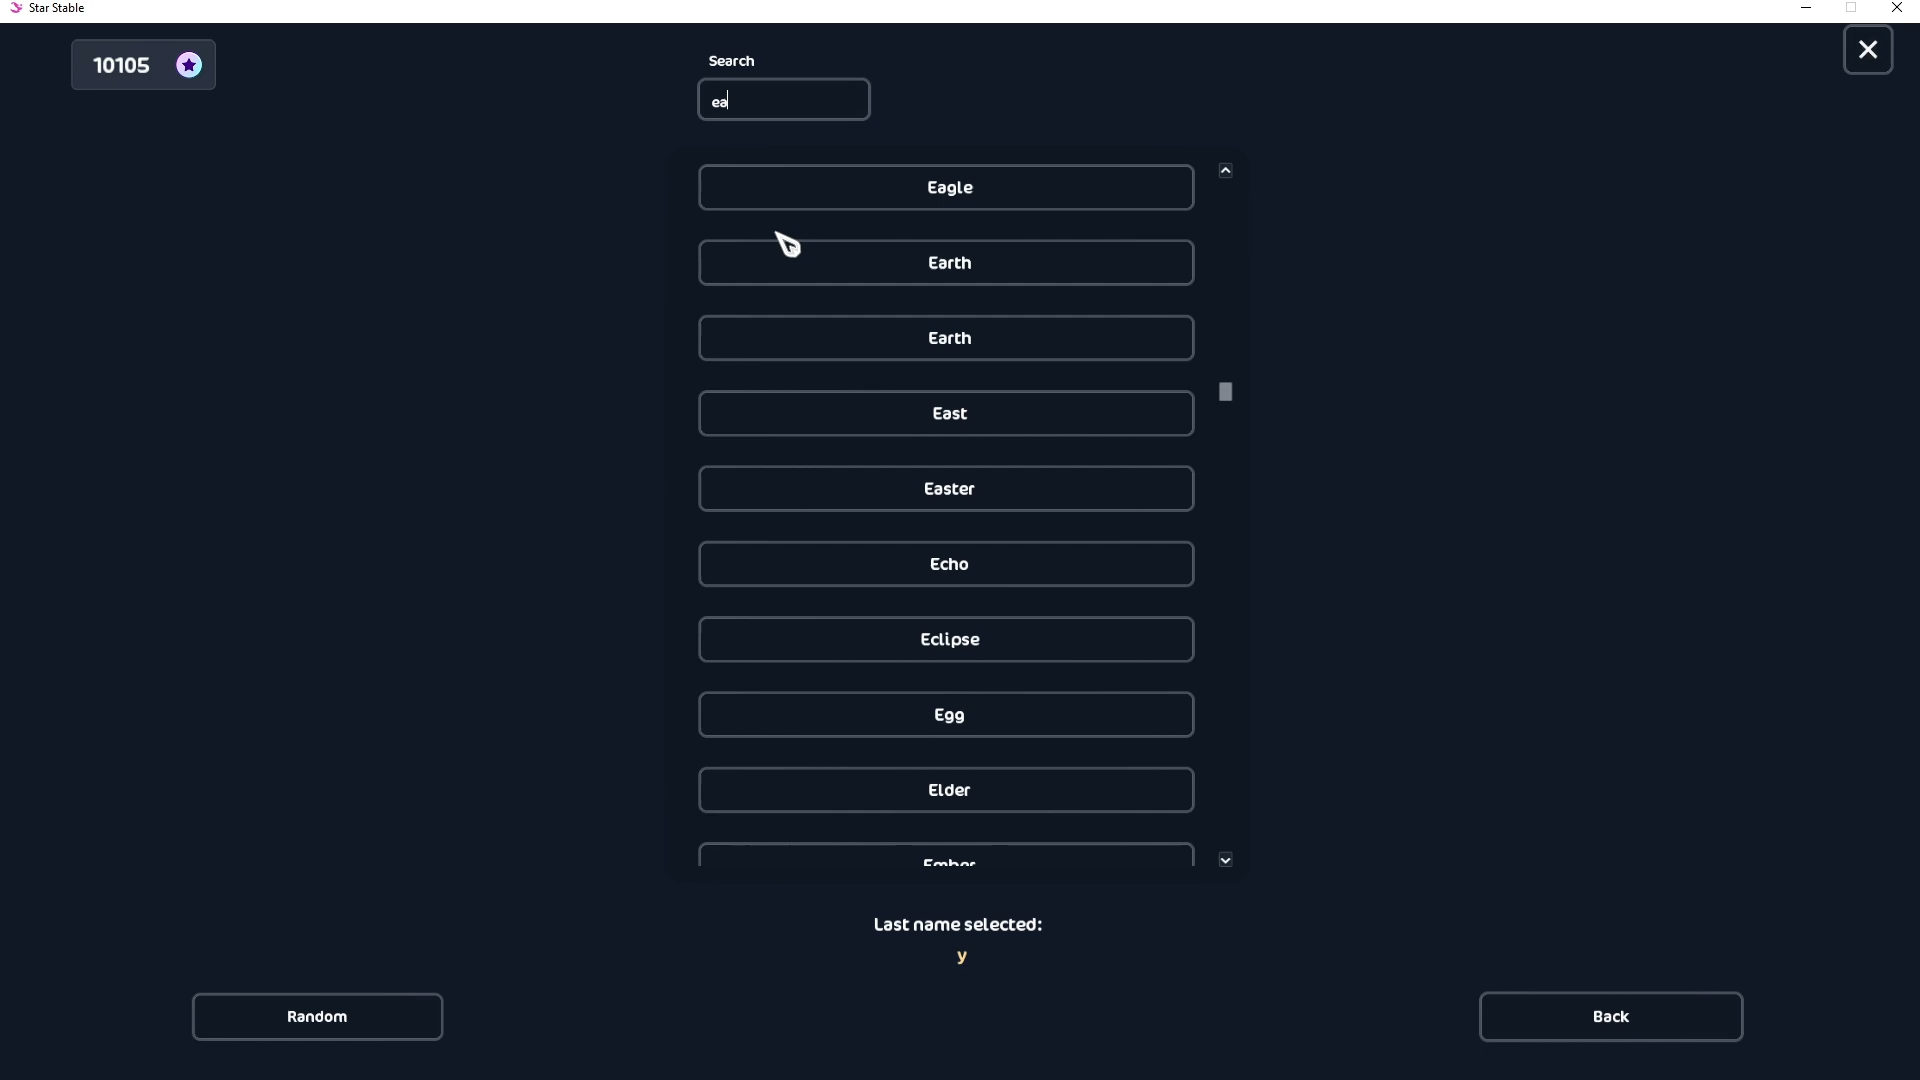 Star Stable
10105
Search
ea
Eagle
Earth
Earth
East
Easter
Echo
Eclipse
Egg
Elder
Ember
Last name selected:
y
Random
Back